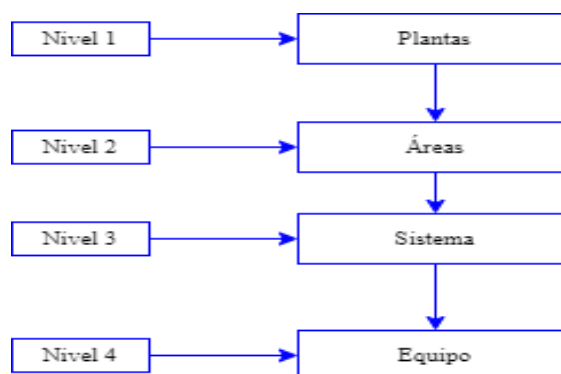 Nivel 1
Plantas
Nivel 2
Áreas
Nivel 3
Sistema
Nivel 4
Equipo